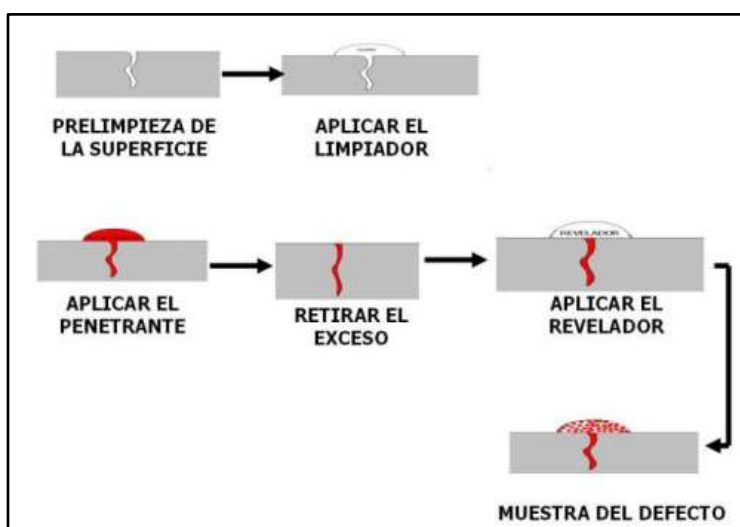 PRELIMPIEZA DE
LA SUPERFICIE
APLICAR EL
LIMPIADOR
APLICAR EL
PENETRANTE
RETIRAR EL
EXCESO
REVELADOR
APLICAR EL
REVELADOR
MUESTRA DEL DEFECTO